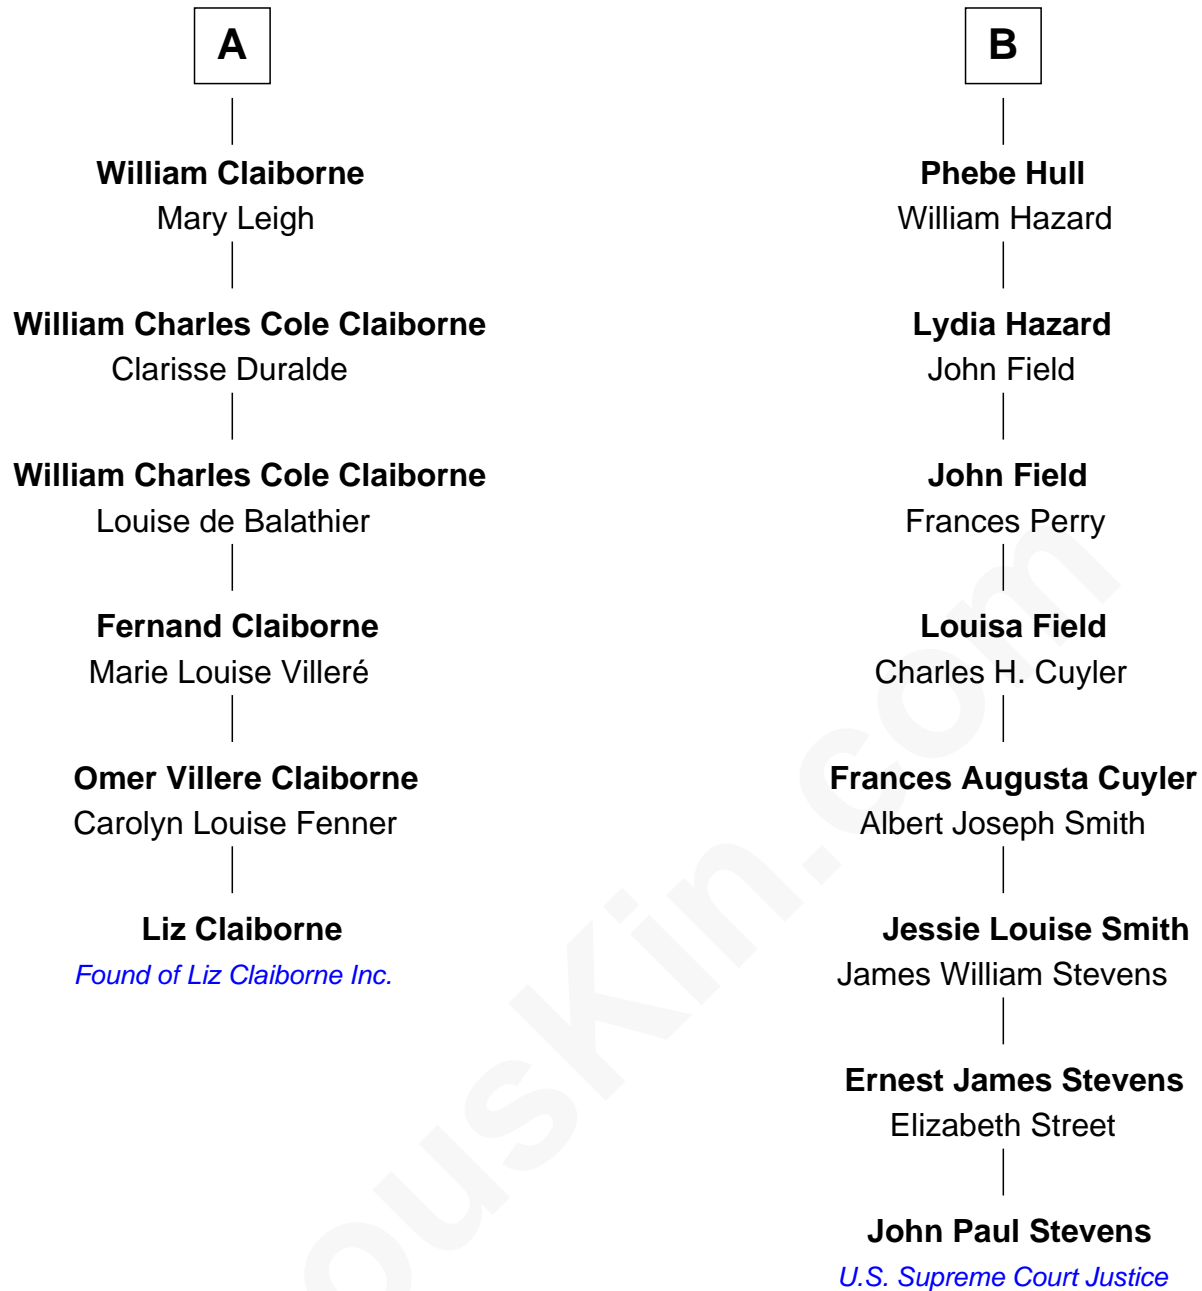 A
William Claiborne
Mary Leigh
William Charles Cole Claiborne
Clarisse Duralde
William Charles Cole Claiborne
Louise de Balathier
Fernand Claiborne
Marie Louise Villeré
Omer Villere Claiborne
Carolyn Louise Fenner
Liz Claiborne
Found of Liz Claiborne Inc.
B
Phebe Hull
William Hazard
Lydia Hazard
John Field
John Field
Frances Perry
Louisa Field
Charles H. Cuyler
Frances Augusta Cuyler
Albert Joseph Smith
Jessie Louise Smith
James William Stevens
Ernest James Stevens
Elizabeth Street
John Paul Stevens
U.S. Supreme Court Justice
ouskin.com